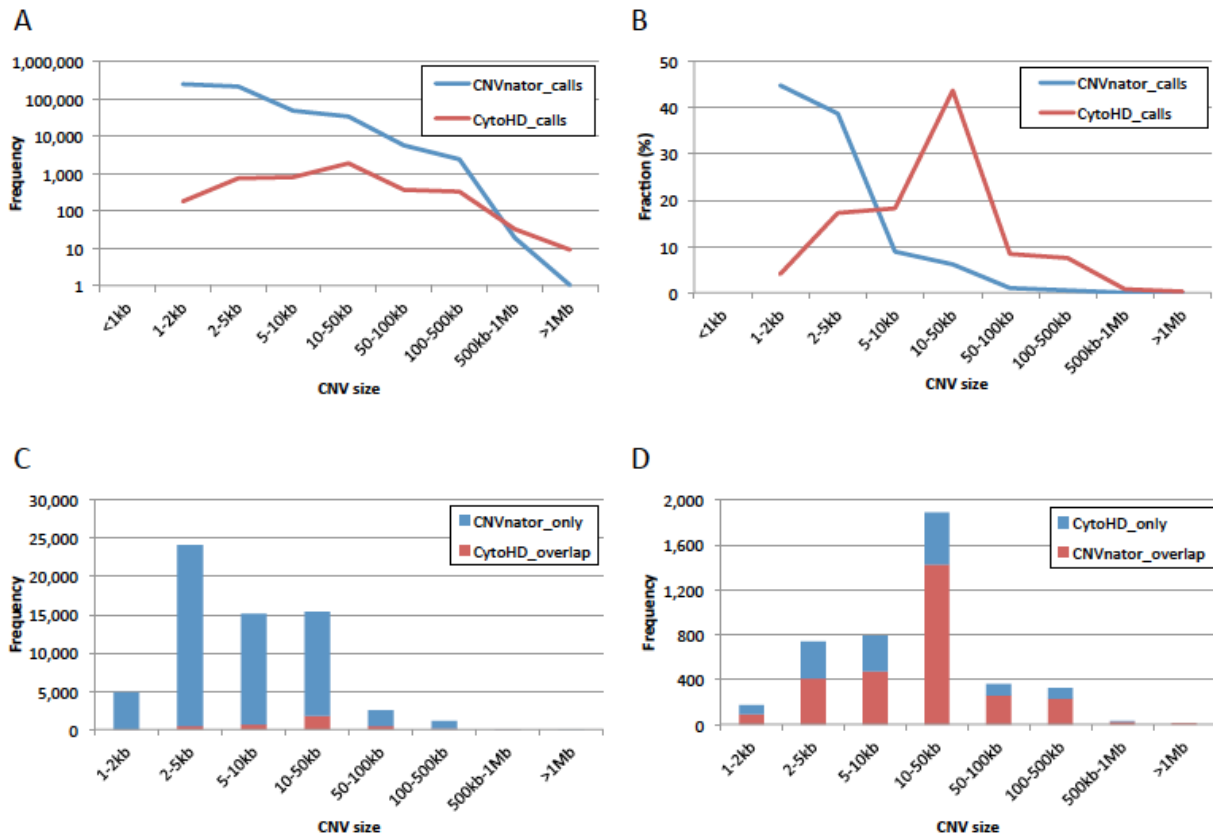 A
1,000,000
100,000
10,000
1,000
100
10
1
Frequency
CNVnator_calls
CytoHD_calls
<1kb
1-2kb
2-5kb
5-10kb
10-50kb
50-100kb
100-500kb
500kb-1Mb
>1Mb
CNV size
B
50
40
30
20
10
0
Fraction (%)
CNVnator_calls
CytoHD_calls
<1kb
1-2kb
2-5kb
5-10kb
10-50kb
50-100kb
100-500kb
500kb-1Mb
>1Mb
CNV size
C
30,000
25,000
20,000
15,000
10,000
5,000
0
Frequency
CNVnator_only
CytoHD_overlap
1-2kb
2-5kb
5-10kb
10-50kb
50-100kb
100-500kb
500kb-1Mb
>1Mb
CNV size
D
2,000
1,600
1,200
800
400
0
Frequency
CytoHD_only
CNVnator_overlap
1-2kb
2-5kb
5-10kb
10-50kb
50-100kb
100-500kb
500kb-1Mb
>1Mb
CNV size